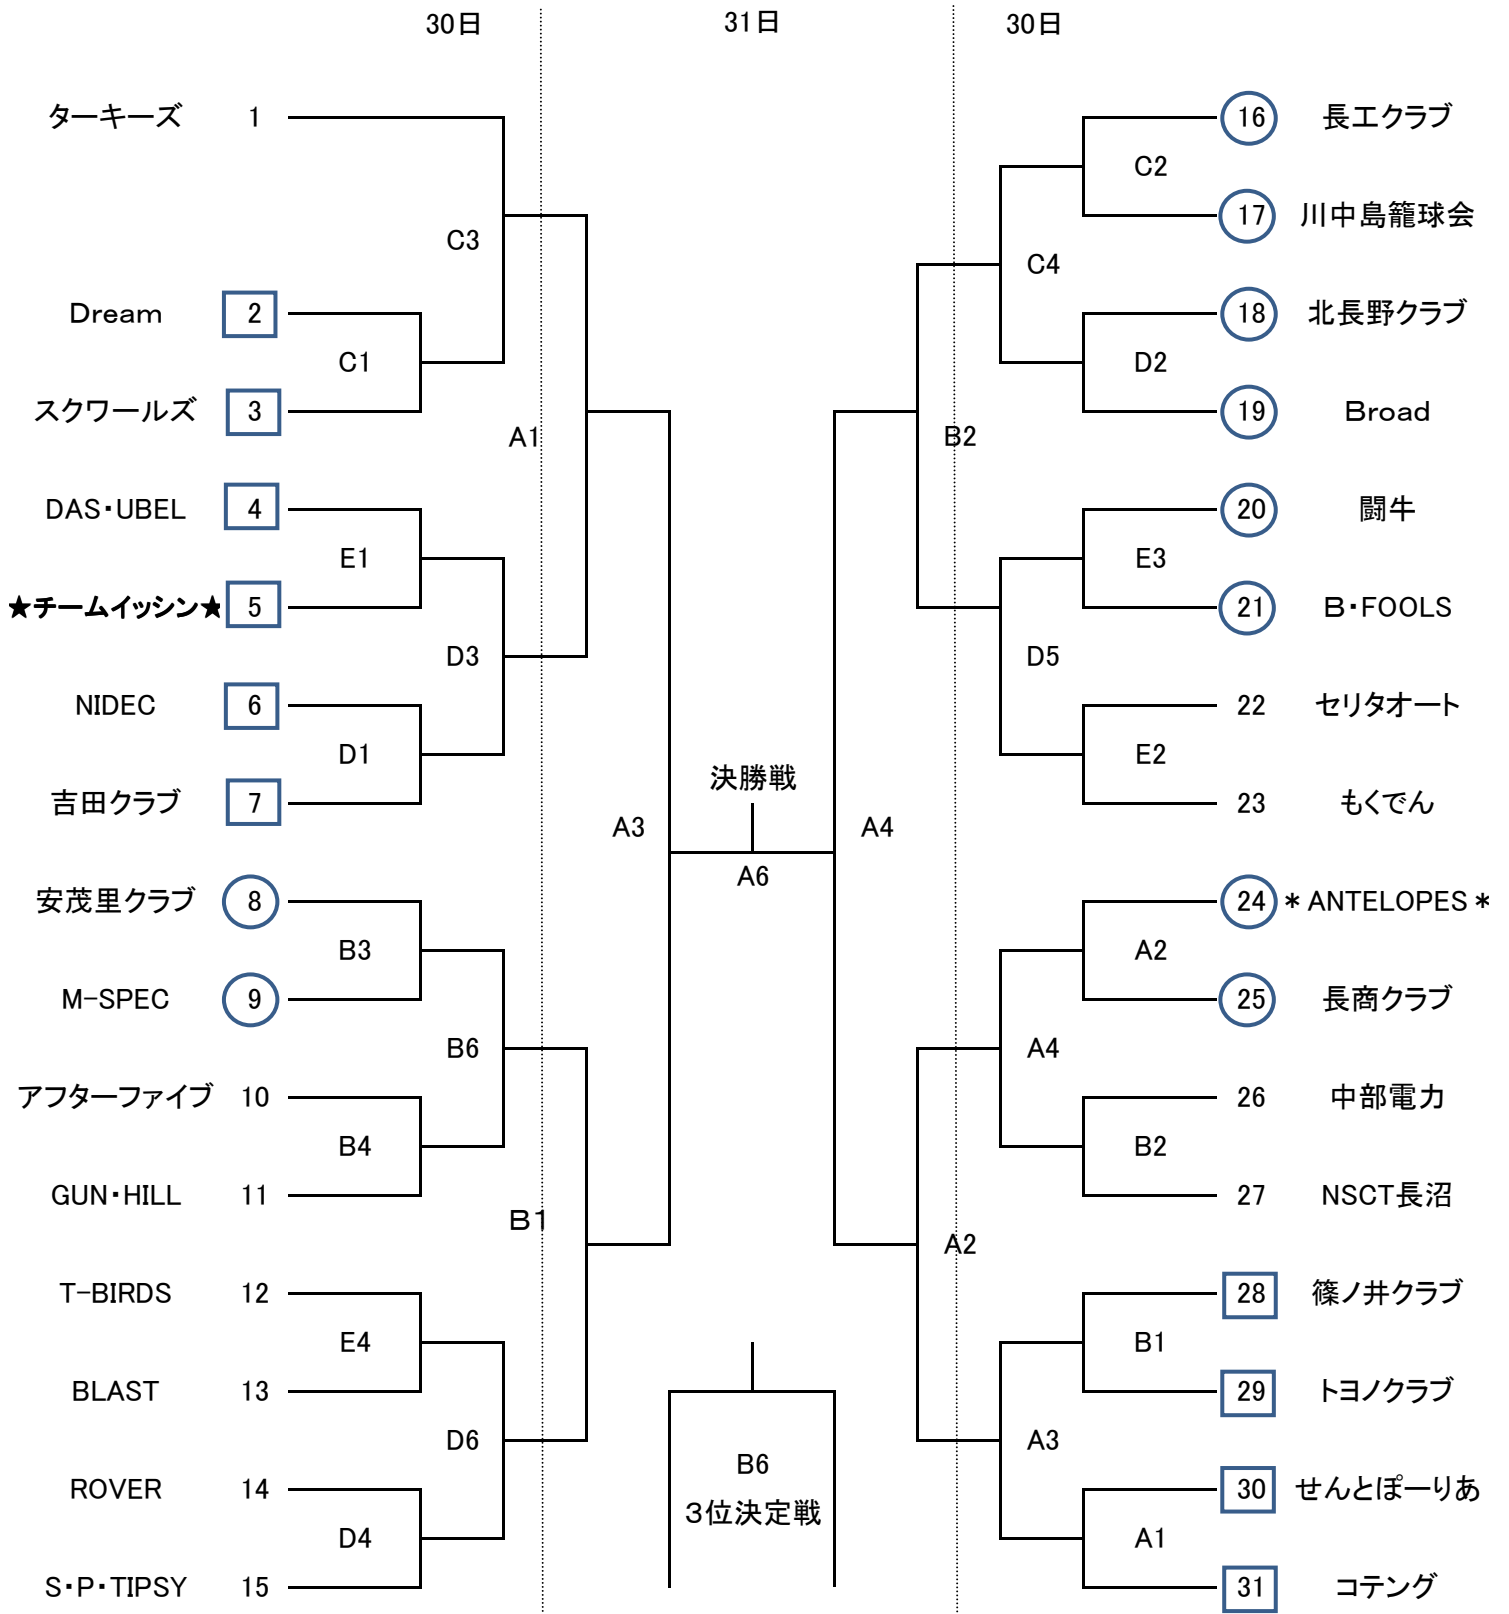 30日 31日 30日
ターキーズ 1
C3
Dream 2
C1
スクワールズ 3
A1
DAS・UBEL 4
E1
★チームイッシン★ 5
D3
NIDEC 6
D1
吉田クラブ 7
A3
安茂里クラブ 8
B3
M-SPEC 9
B6
アフターファイブ 10
B4
GUN・HILL 11
B1
T-BIRDS 12
E4
BLAST 13
D6
ROVER 14
D4
S・P・TIPSY 15
決勝戦
A6
B6
3位決定戦
16 長工クラブ
C2
17 川中島籠球会
C4
18 北長野クラブ
D2
19 Broad
B2
20 闘牛
E3
21 B・FOOLS
D5
22 セリタオート
E2
23 もくでん
A4
24 *ANTELOPES*
A2
25 長商クラブ
A4
26 中部電力
B2
27 NSCT長沼
A2
28 篠ノ井クラブ
B1
29 トヨノクラブ
A3
30 せんとぽーりあ
A1
31 コテング